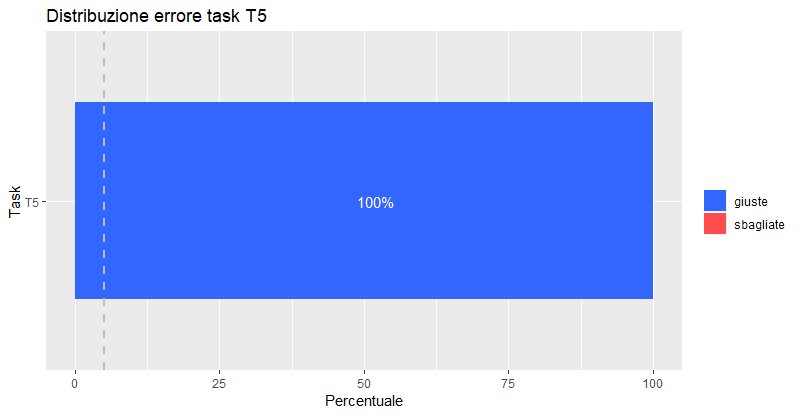 Distribuzione errore task T5
Task
T5
100%
giuste
sbagliate
0 25 50 75 100
Percentuale